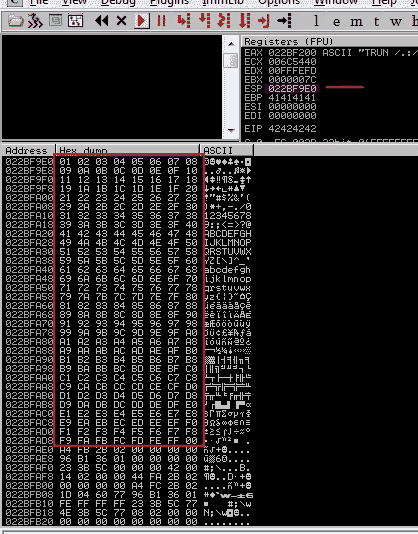 File View Debug Plugins ImmLib Options Window Help
l e m t w h
Registers (FPU)
EAX 022BF200 ASCII "TRUN /.:/
ECX 006C5440
EDX 00FFFEFD
EBX 0000007C
ESP 022BF9E0
EBP 41414141
ESI 00000000
EDI 00000000
EIP 42424242
Address Hex dump ASCII
022BF9E0 01 02 03 04 05 06 07 08
022BF9E8 09 0A 0B 0C 0D 0E 0F 10
022BF9F0 11 12 13 14 15 16 17 18
022BF9F8 19 1A 1B 1C 1D 1E 1F 20
022BFA00 21 22 23 24 25 26 27 28 !"#$%&'(
022BFA08 29 2A 2B 2C 2D 2E 2F 30 )*+,-./0
022BFA10 31 32 33 34 35 36 37 38 12345678
022BFA18 39 3A 3B 3C 3D 3E 3F 40 9:;<=>?@
022BFA20 41 42 43 44 45 46 47 48 ABCDEFGH
022BFA28 49 4A 4B 4C 4D 4E 4F 50 IJKLMNOP
022BFA30 51 52 53 54 55 56 57 58 QRSTUVWX
022BFA38 59 5A 5B 5C 5D 5E 5F 60 YZ[\]^_`
022BFA40 61 62 63 64 65 66 67 68 abcdefgh
022BFA48 69 6A 6B 6C 6D 6E 6F 70 ijklmnop
022BFA50 71 72 73 74 75 76 77 78 qrstuvwx
022BFA58 79 7A 7B 7C 7D 7E 7F 80
022BFA60 81 82 83 84 85 86 87 88
022BFA68 89 8A 8B 8C 8D 8E 8F 90
022BFA70 91 92 93 94 95 96 97 98
022BFA78 99 9A 9B 9C 9D 9E 9F A0
022BFA80 A1 A2 A3 A4 A5 A6 A7 A8
022BFA88 A9 AA AB AC AD AE AF B0
022BFA90 B1 B2 B3 B4 B5 B6 B7 B8
022BFA98 B9 BA BB BC BD BE BF C0
022BFAA0 C1 C2 C3 C4 C5 C6 C7 C8
022BFAA8 C9 CA CB CC CD CE CF D0
022BFAB0 D1 D2 D3 D4 D5 D6 D7 D8
022BFAB8 D9 DA DB DC DD DE DF E0
022BFAC0 E1 E2 E3 E4 E5 E6 E7 E8
022BFAC8 E9 EA EB EC ED EE EF F0
022BFAD0 F1 F2 F3 F4 F5 F6 F7 F8
022BFAD8 F9 FA FB FC FD FE FF 00
022BFAE0 A4 FB 2B 02 00 00 00 00
022BFAE8 96 B1 36 01 00 00 00 00
022BFAF0 23 3B 5C 00 00 00 42 00
022BFAF8 14 02 00 00 44 FA 2B 02
022BFB00 00 00 00 00 A4 FC 2B 02
022BFB08 1D 04 60 77 96 B1 36 01
022BFB10 FE FF FF FF 23 3B 5C 77
022BFB18 4E 3B 5C 77 08 02 00 00
022BFB20 00 00 00 00 00 00 00 00